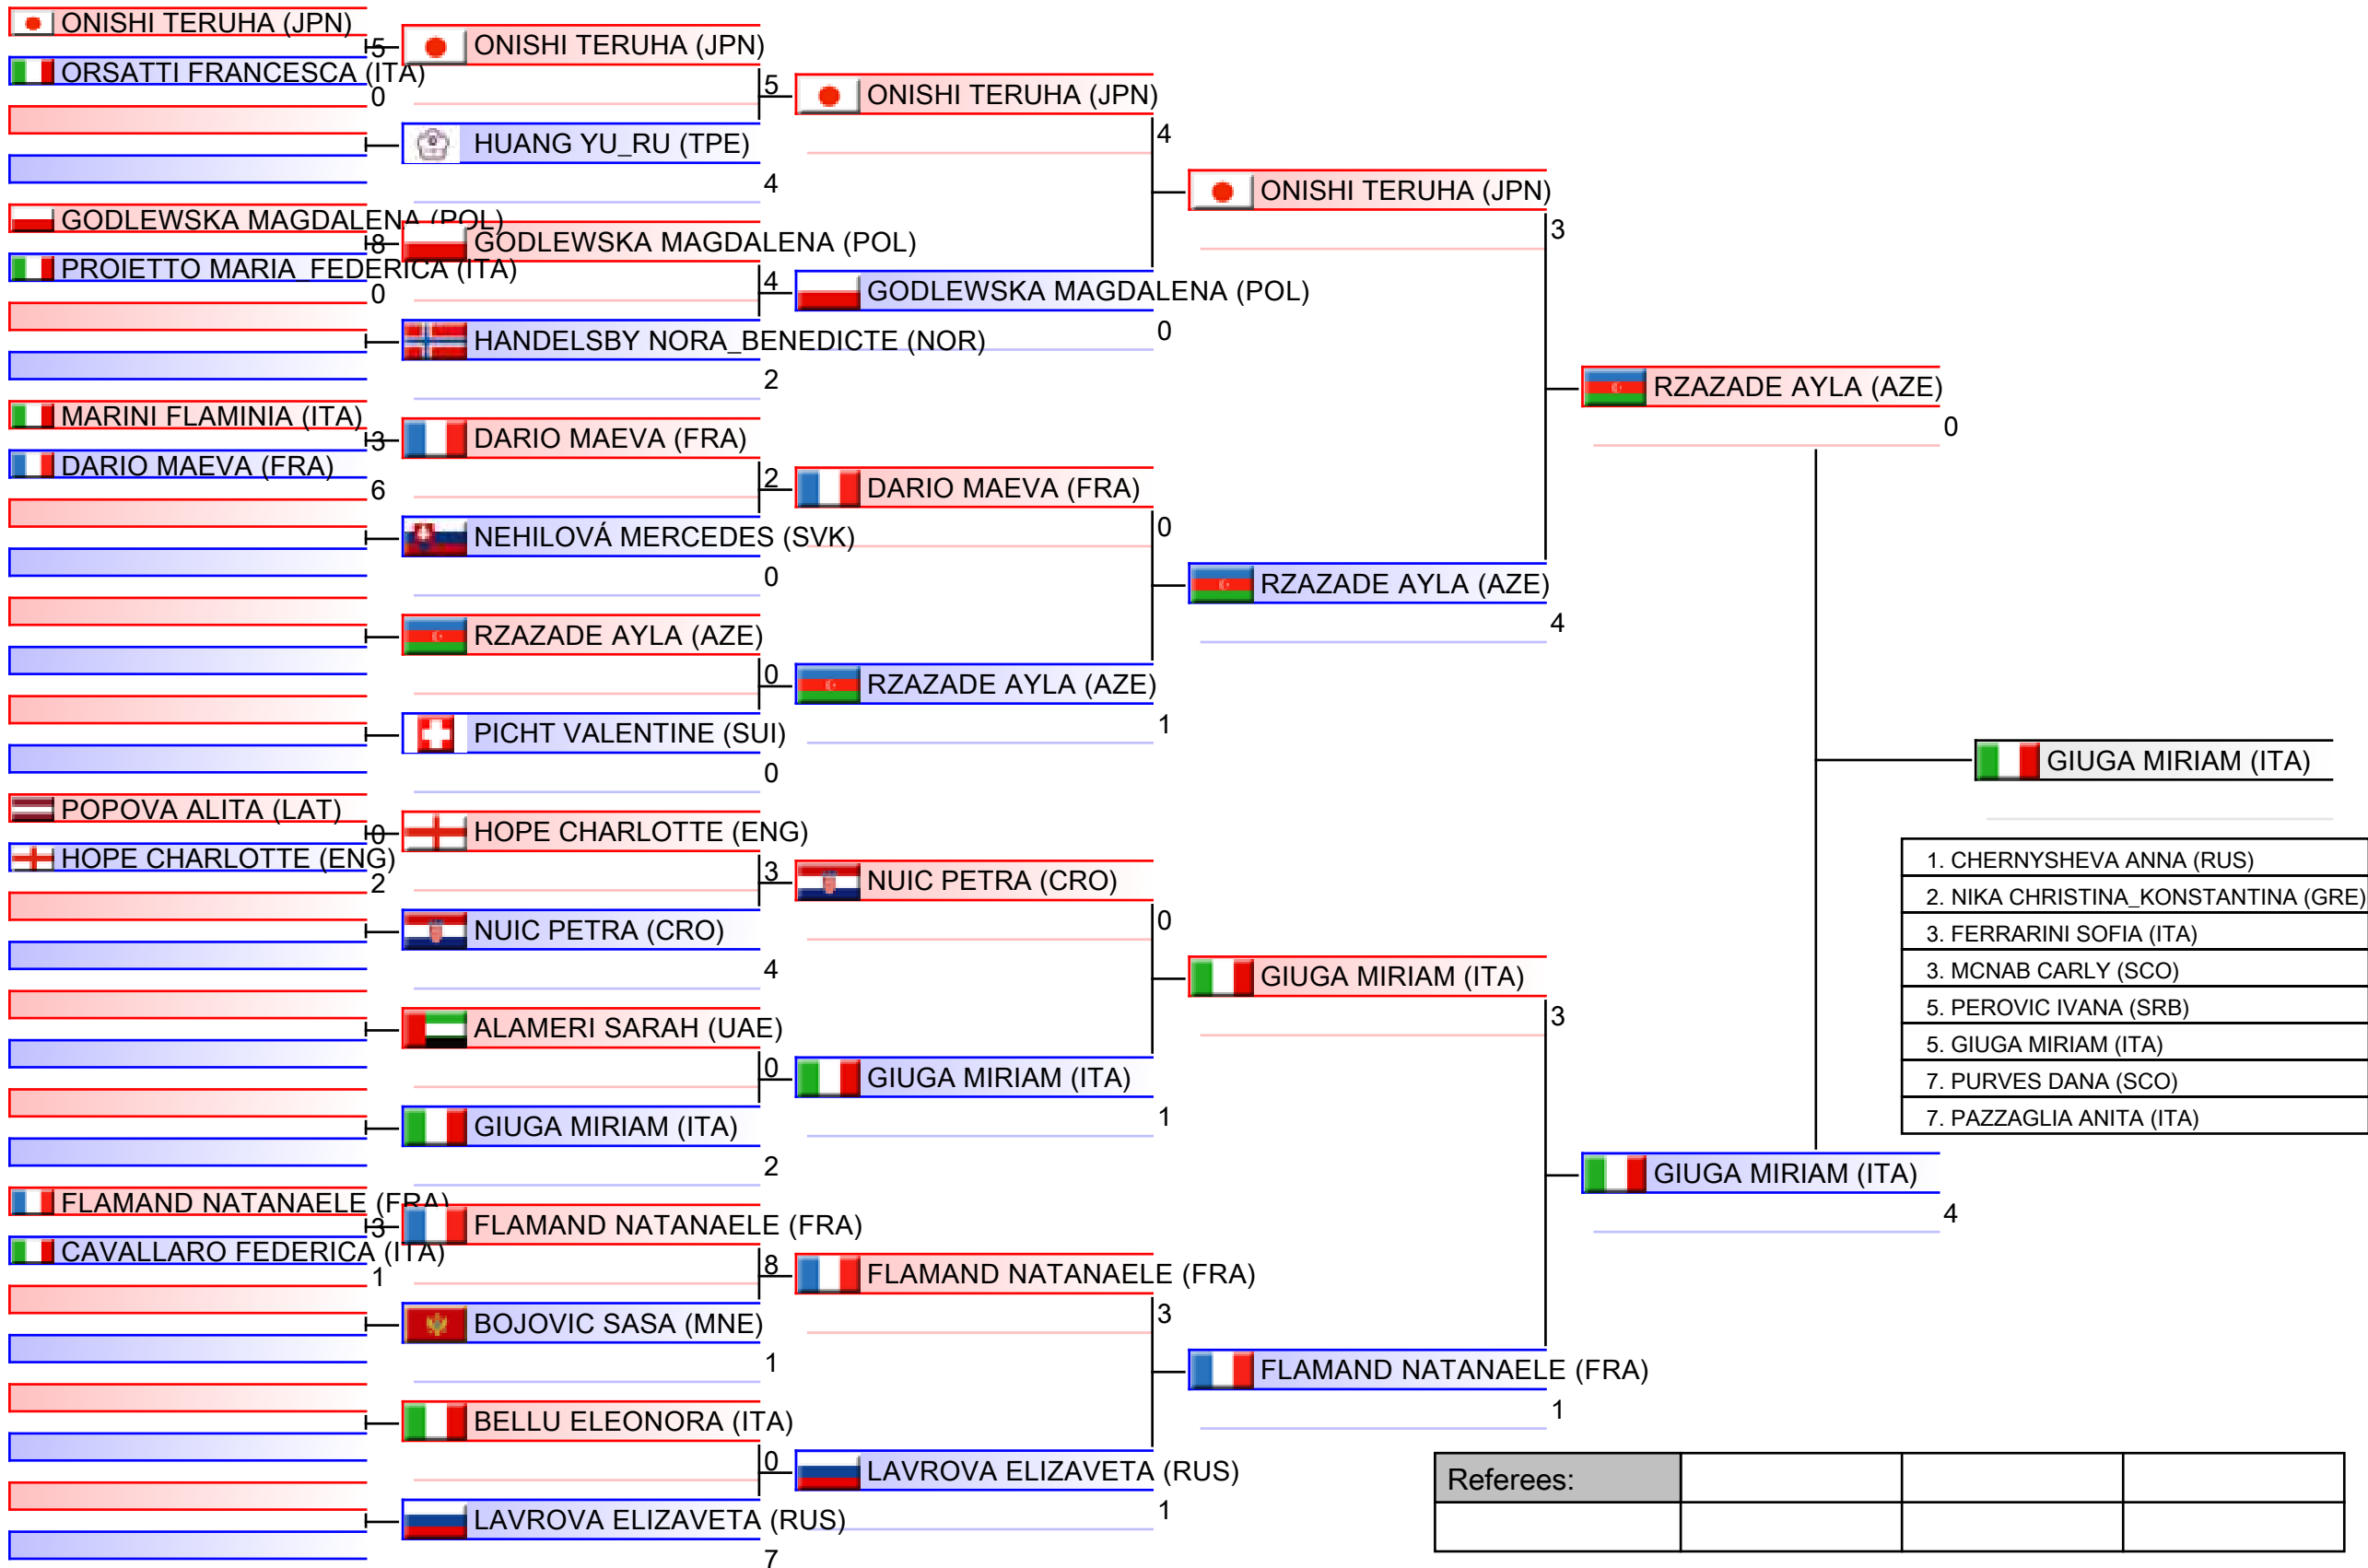 ONISHI TERUHA (JPN)
5
ORSATTI FRANCESCA (ITA)
0
GODLEWSKA MAGDALENA (POL)
8
PROIETTO MARIA_FEDERICA (ITA)
0
MARINI FLAMINIA (ITA)
3
DARIO MAEVA (FRA)
6
POPOVA ALITA (LAT)
0
HOPE CHARLOTTE (ENG)
2
FLAMAND NATANAELE (FRA)
3
CAVALLARO FEDERICA (ITA)
1
ONISHI TERUHA (JPN)
5
HUANG YU_RU (TPE)
4
GODLEWSKA MAGDALENA (POL)
4
HANDELSBY NORA_BENEDICTE (NOR)
2
DARIO MAEVA (FRA)
2
NEHILOVÁ MERCEDES (SVK)
0
RZAZADE AYLA (AZE)
0
PICHT VALENTINE (SUI)
0
HOPE CHARLOTTE (ENG)
3
NUIC PETRA (CRO)
4
ALAMERI SARAH (UAE)
0
GIUGA MIRIAM (ITA)
2
FLAMAND NATANAELE (FRA)
8
BOJOVIC SASA (MNE)
1
BELLU ELEONORA (ITA)
0
LAVROVA ELIZAVETA (RUS)
7
ONISHI TERUHA (JPN)
4
GODLEWSKA MAGDALENA (POL)
0
DARIO MAEVA (FRA)
0
RZAZADE AYLA (AZE)
1
NUIC PETRA (CRO)
0
GIUGA MIRIAM (ITA)
1
FLAMAND NATANAELE (FRA)
3
LAVROVA ELIZAVETA (RUS)
1
ONISHI TERUHA (JPN)
3
RZAZADE AYLA (AZE)
4
GIUGA MIRIAM (ITA)
3
FLAMAND NATANAELE (FRA)
1
RZAZADE AYLA (AZE)
0
GIUGA MIRIAM (ITA)
4
GIUGA MIRIAM (ITA)
1. CHERNYSHEVA ANNA (RUS)
2. NIKA CHRISTINA_KONSTANTINA (GRE)
3. FERRARINI SOFIA (ITA)
3. MCNAB CARLY (SCO)
5. PEROVIC IVANA (SRB)
5. GIUGA MIRIAM (ITA)
7. PURVES DANA (SCO)
7. PAZZAGLIA ANITA (ITA)
Referees: